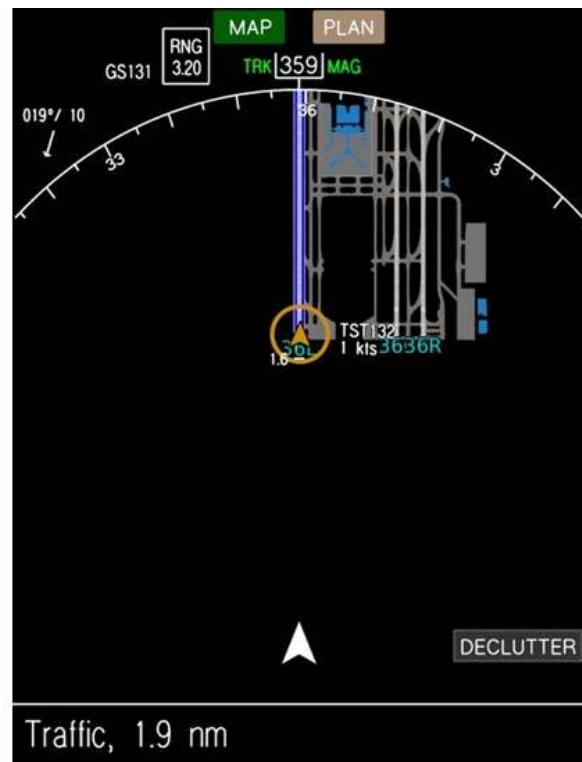 MAP PLAN
RNG
3.20
GS131
TRK 359 MAG
019°/ 10
36
33
3
TST132
1 kts
36L
3636R
1.6
DECLUTTER
Traffic, 1.9 nm